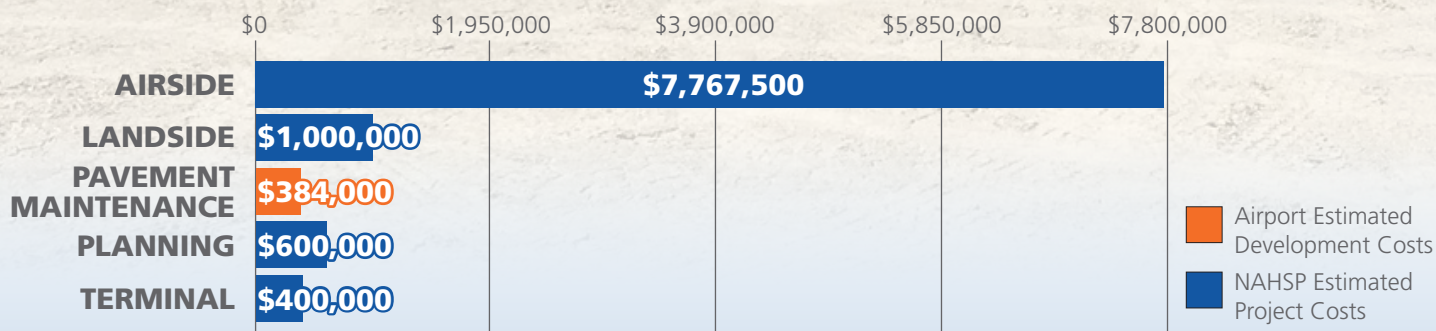 $0 $1,950,000 $3,900,000 $5,850,000 $7,800,000
AIRSIDE $7,767,500
LANDSIDE $1,000,000
PAVEMENT
MAINTENANCE $384,000
PLANNING $600,000
TERMINAL $400,000
Airport Estimated
Development Costs
NAHSP Estimated
Project Costs